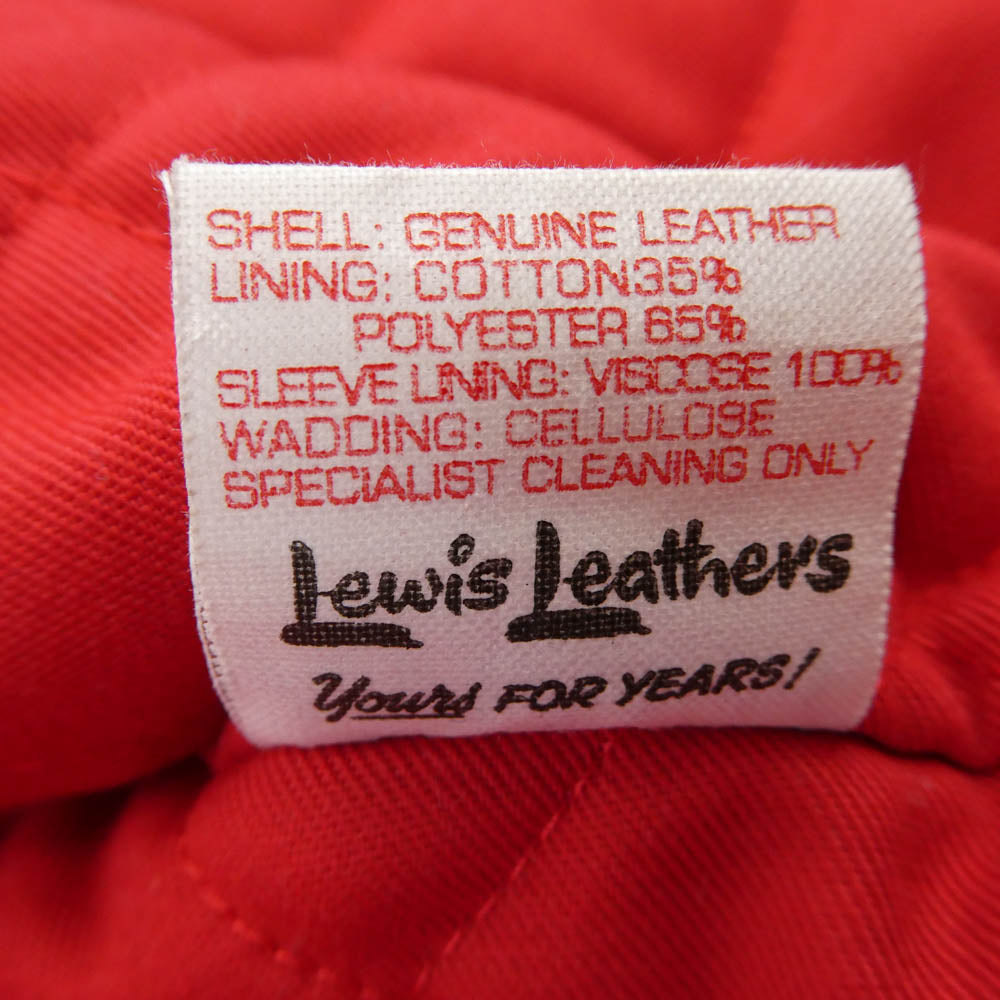 SHELL: GENUINE LEATHER
LINING: COTTON35%
POLYESTER 65%
SLEEVE LINING: VISCOSE 100%
WADDING: CELLULOSE
SPECIALIST CLEANING ONLY
Lewis Leathers
Yours FOR YEARS!